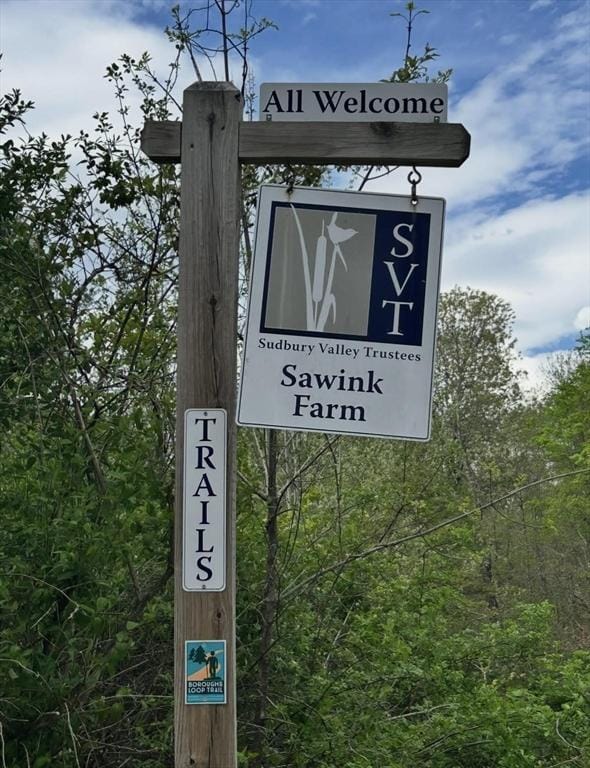 All Welcome
SVT
Sudbury Valley Trustees
Sawink
Farm
TRAILS
BOROUGHS
LOOP TRAIL